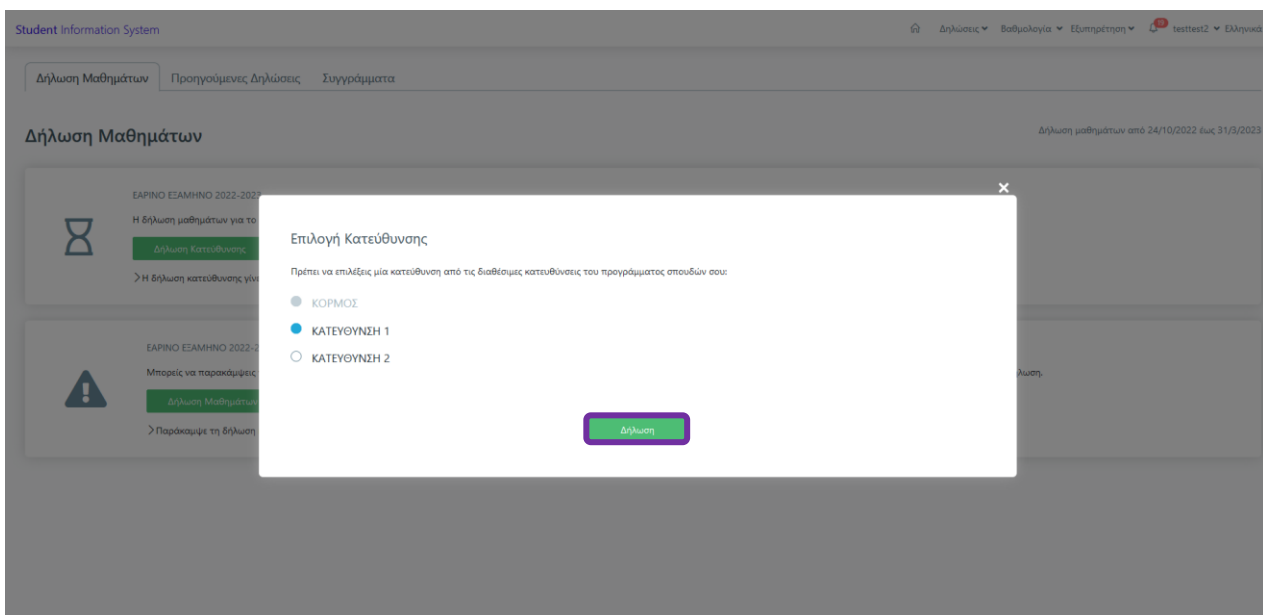 Student Information System
Δηλώσεις Βαθμολογία Εξυπηρέτηση testtest2 Ελληνικά
Δήλωση Μαθημάτων Προηγούμενες Δηλώσεις Συγγράμματα
Δήλωση Μαθημάτων
Δήλωση μαθημάτων από 24/10/2022 έως 31/3/2023
ΕΑΡΙΝΟ ΕΞΑΜΗΝΟ 2022-2023
Η δήλωση μαθημάτων για το
Δήλωση Κατεύθυνσης
Η δήλωση κατεύθυνσης γίνε
Επιλογή Κατεύθυνσης
Πρέπει να επιλέξεις μία κατεύθυνση από τις διαθέσιμες κατευθύνσεις του προγράμματος σπουδών σου:
ΚΟΡΜΟΣ
ΚΑΤΕΥΘΥΝΣΗ 1
ΚΑΤΕΥΘΥΝΣΗ 2
Δήλωση
ΕΑΡΙΝΟ ΕΞΑΜΗΝΟ 2022-2
Μπορείς να παρακάμψεις
Δήλωση Μαθημάτων
Παράκαμψε τη δήλωση
ήλωση.